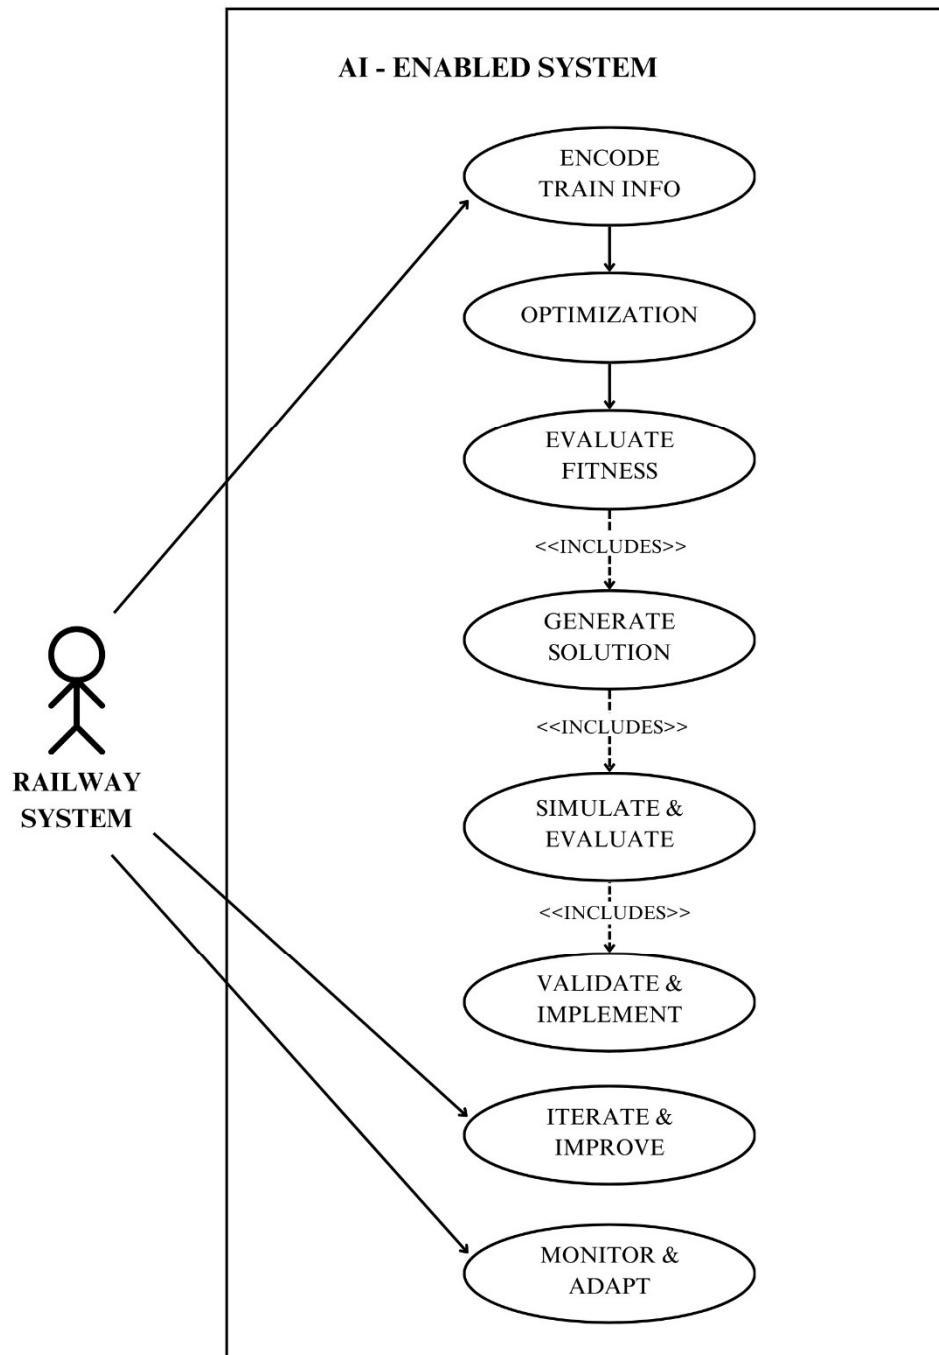 AI - ENABLED SYSTEM
ENCODE
TRAIN INFO
OPTIMIZATION
EVALUATE
FITNESS
<<INCLUDES>>
GENERATE
SOLUTION
<<INCLUDES>>
RAILWAY
SYSTEM
SIMULATE &
EVALUATE
<<INCLUDES>>
VALIDATE &
IMPLEMENT
ITERATE &
IMPROVE
MONITOR &
ADAPT